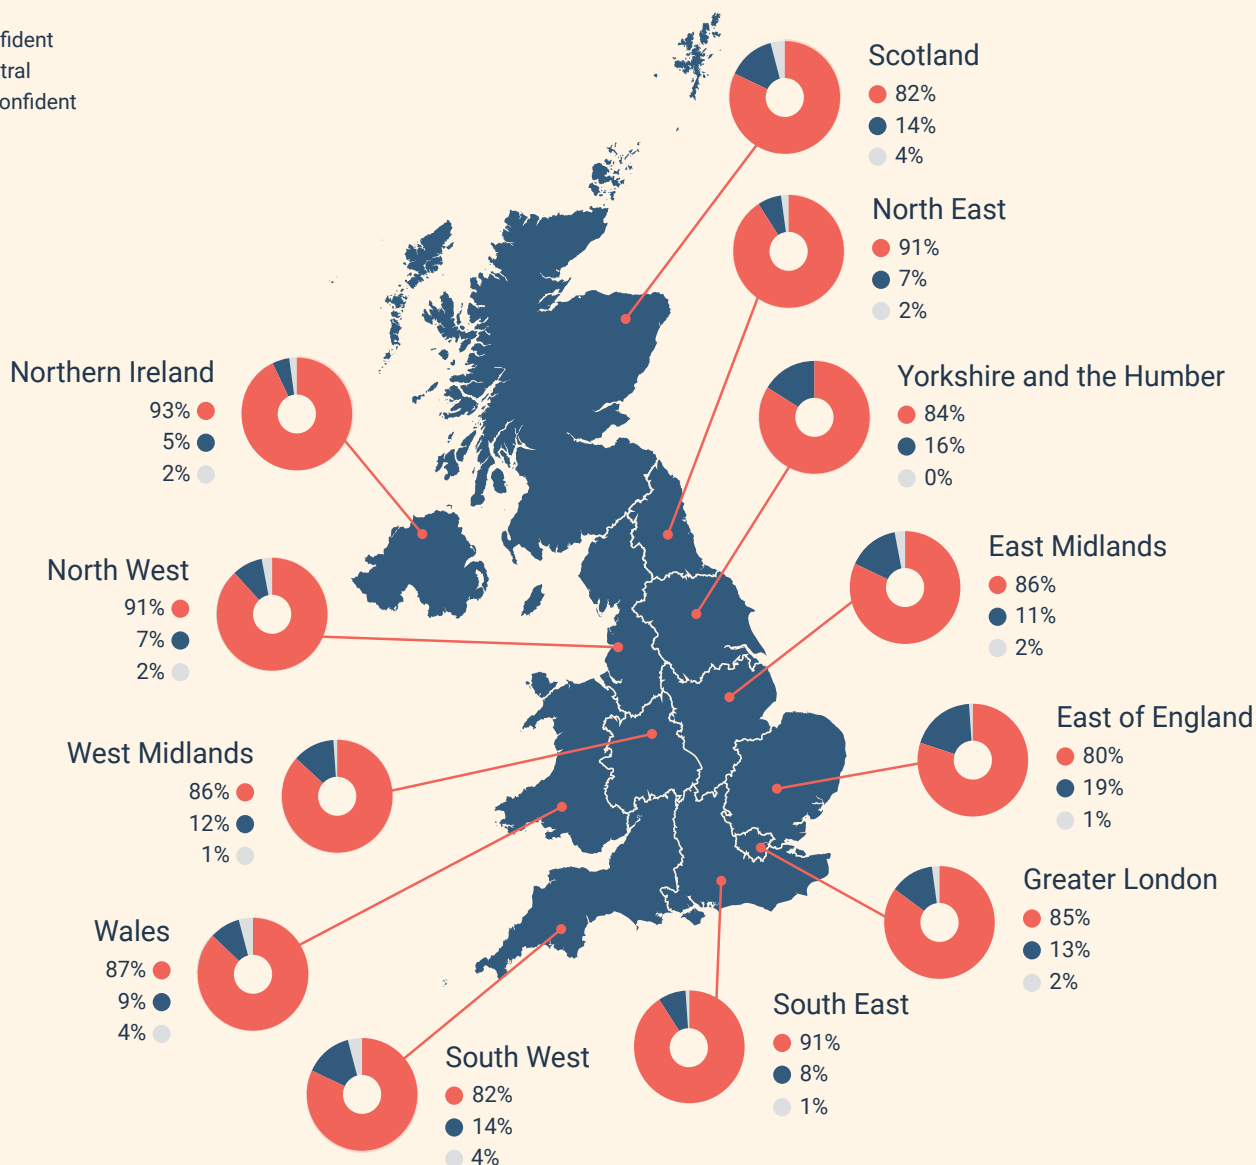 fident
tral
onfident
Scotland
82%
14%
4%
North East
91%
7%
2%
Northern Ireland
93%
5%
2%
Yorkshire and the Humber
84%
16%
0%
North West
91%
7%
2%
East Midlands
86%
11%
2%
West Midlands
86%
12%
1%
East of England
80%
19%
1%
Greater London
85%
13%
2%
Wales
87%
9%
4%
South East
91%
8%
1%
South West
82%
14%
4%